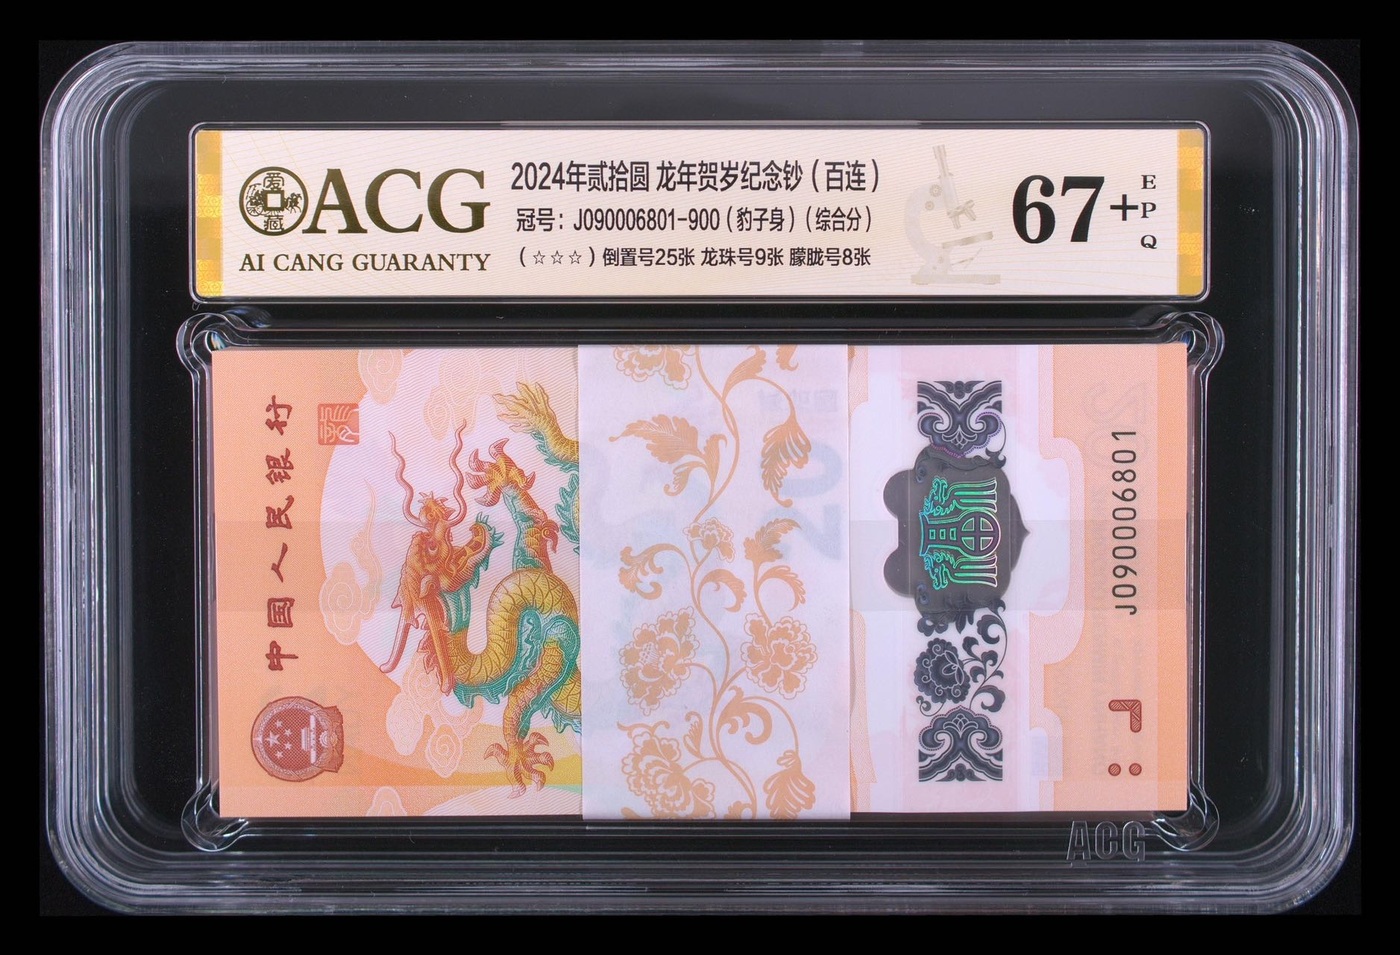 ACG
AI CANG GUARANTY
2024年贰拾圆 龙年贺岁纪念钞（百连）
冠号：J090006801-900（豹子身）（综合分）
（☆☆☆）倒置号25张 龙珠号9张 朦胧号8张
67+
E
P
Q
中国人民银行
J090006801
ACG